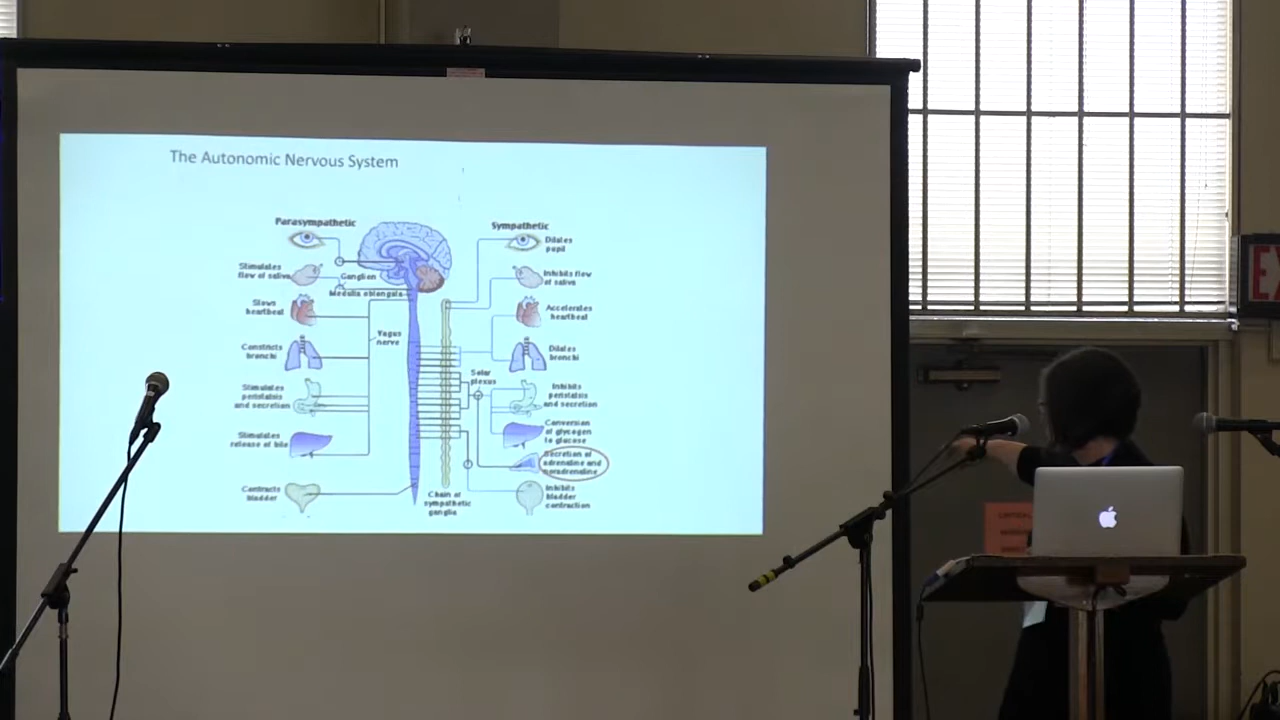 The Autonomic Nervous System
Parasympathetic
Sympathetic
Dilates
pupil
Stimulates
flow of saliva
Ganglion
Medulla oblongata
Inhibits flow
of saliva
Slows
heartbeat
Accelerates
heartbeat
Vagus
nerve
Constricts
bronchi
Dilates
bronchi
Solar
plexus
Stimulates
peristalsis
and secretion
Inhibits
peristalsis
and secretion
Stimulates
release of bile
Conversion
of glycogen
to glucose
Secretion of
adrenaline and
noradrenaline
Contracts
bladder
Chain of
sympathetic
ganglia
Inhibits
bladder
contraction
EX